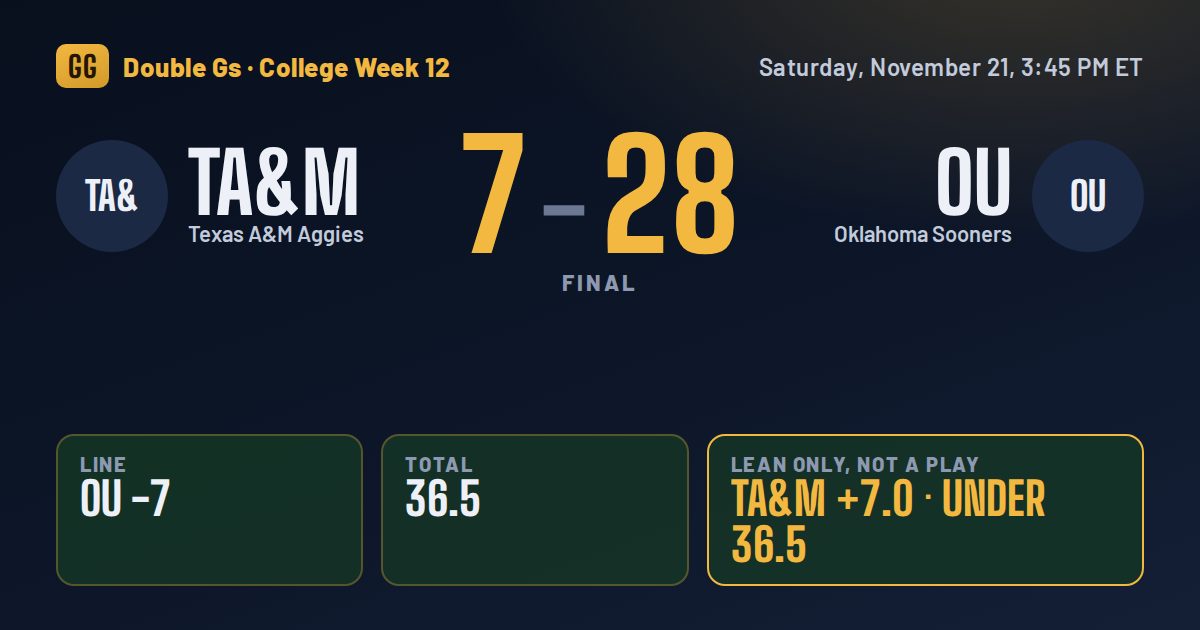 GG Double Gs · College Week 12
Saturday, November 21, 3:45 PM ET
TA& TA&M
Texas A&M Aggies
7–28
FINAL
OU OU
Oklahoma Sooners
LINE
OU −7
TOTAL
36.5
LEAN ONLY, NOT A PLAY
TA&M +7.0 · UNDER
36.5